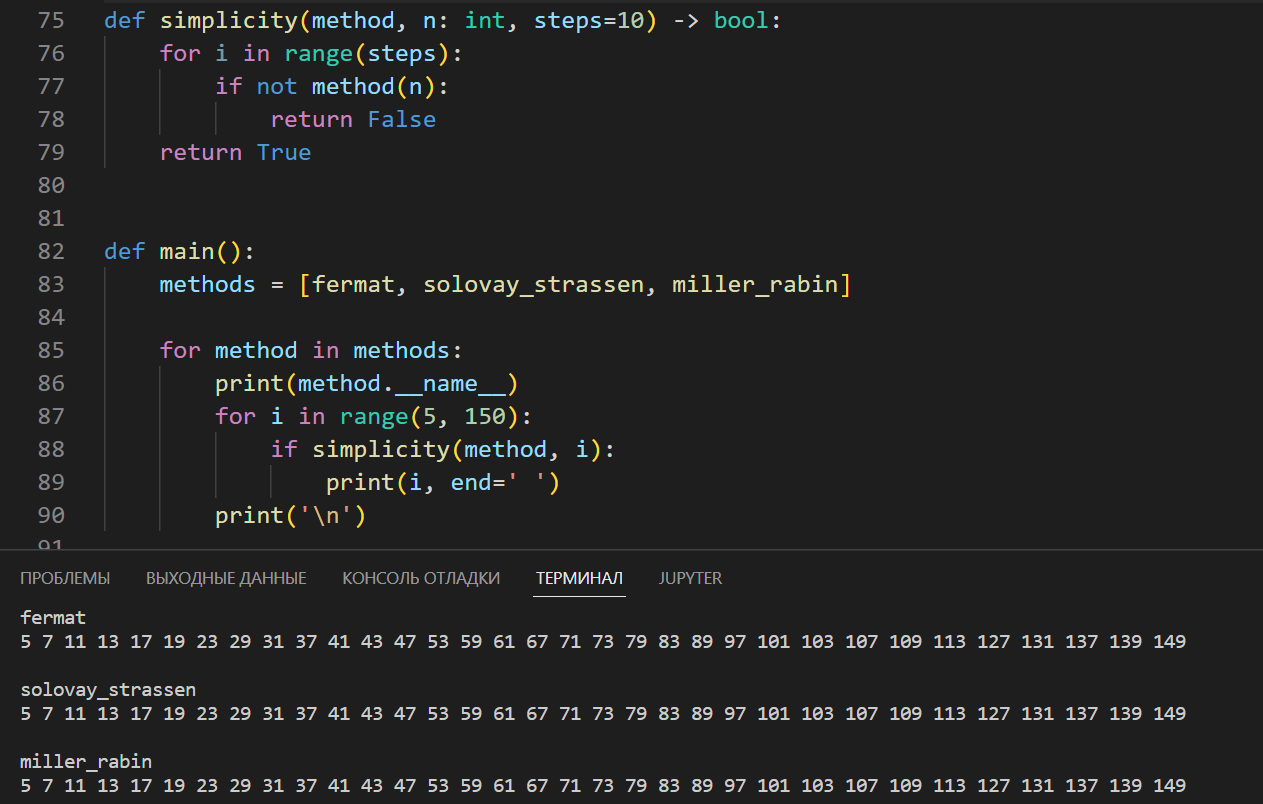 75 def simplicity(method, n: int, steps=10) -> bool:
76     for i in range(steps):
77         if not method(n):
78             return False
79     return True
80
81
82 def main():
83     methods = [fermat, solovay_strassen, miller_rabin]
84
85     for method in methods:
86         print(method.__name__)
87         for i in range(5, 150):
88             if simplicity(method, i):
89                 print(i, end=' ')
90         print('\n')
91
ПРОБЛЕМЫ ВЫХОДНЫЕ ДАННЫЕ КОНСОЛЬ ОТЛАДКИ ТЕРМИНАЛ JUPYTER
fermat
5 7 11 13 17 19 23 29 31 37 41 43 47 53 59 61 67 71 73 79 83 89 97 101 103 107 109 113 127 131 137 139 149
solovay_strassen
5 7 11 13 17 19 23 29 31 37 41 43 47 53 59 61 67 71 73 79 83 89 97 101 103 107 109 113 127 131 137 139 149
miller_rabin
5 7 11 13 17 19 23 29 31 37 41 43 47 53 59 61 67 71 73 79 83 89 97 101 103 107 109 113 127 131 137 139 149